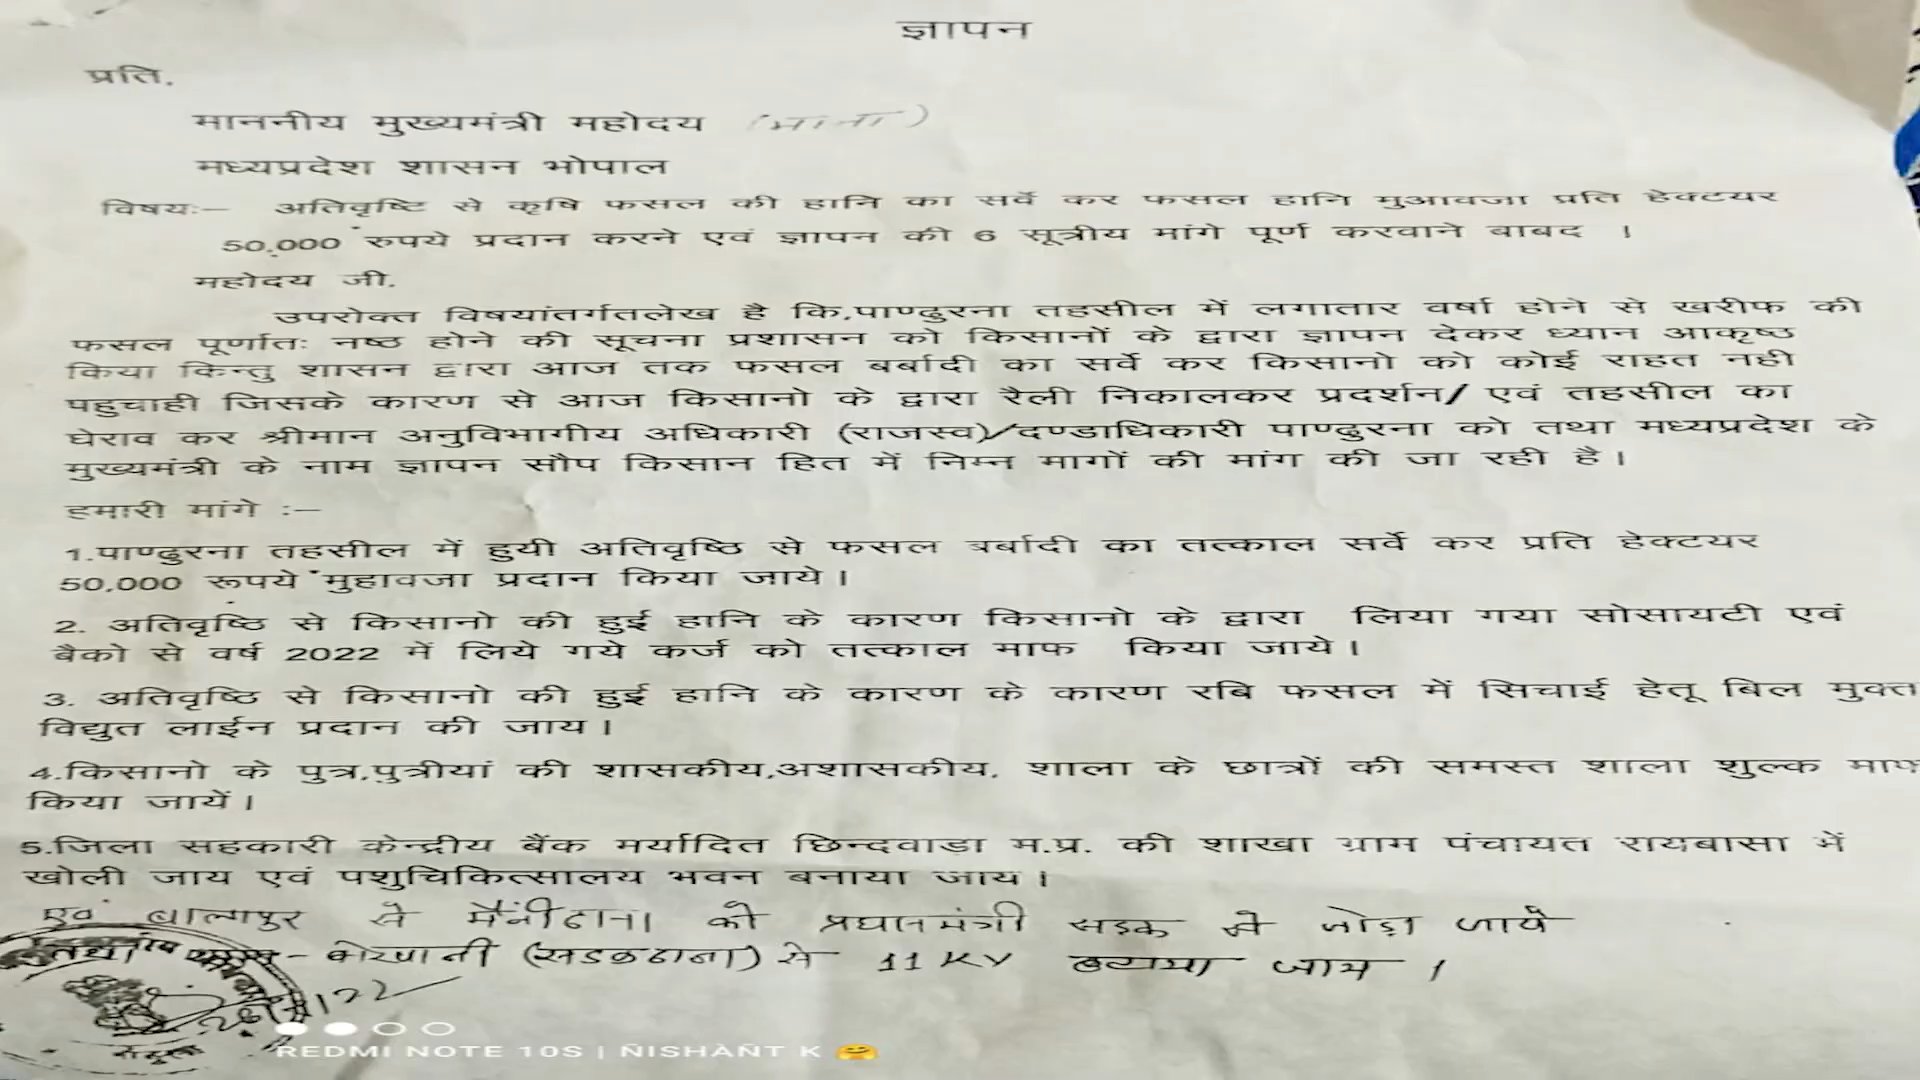 ज्ञापन
प्रति,
माननीय मुख्यमंत्री महोदय
मध्यप्रदेश शासन भोपाल
विषयः– अतिवृष्टि से कृषि फसल की हानि का सर्वे कर फसल हानि मुआवजा प्रति हेक्टयर
50,000 रुपये प्रदान करने एवं ज्ञापन की 6 सूत्रीय मांगे पूर्ण करवाने बाबद ।
महोदय जी,
उपरोक्त विषयांतर्गतलेख है कि,पाण्ढुरना तहसील में लगातार वर्षा होने से खरीफ की
फसल पूर्णातः नष्ठ होने की सूचना प्रशासन को किसानों के द्वारा ज्ञापन देकर ध्यान आकृष्ठ
किया किन्तु शासन द्वारा आज तक फसल बर्बादी का सर्वे कर किसानो को कोई राहत नही
पहुचाही जिसके कारण से आज किसानो के द्वारा रैली निकालकर प्रदर्शन/ एवं तहसील का
घेराव कर श्रीमान अनुविभागीय अधिकारी (राजस्व)/दण्डाधिकारी पाण्ढुरना को तथा मध्यप्रदेश के
मुख्यमंत्री के नाम ज्ञापन सौप किसान हित में निम्न मागों की मांग की जा रही है।
हमारी मांगे :–
1.पाण्ढुरना तहसील में हुयी अतिवृष्ठि से फसल बर्बादी का तत्काल सर्वे कर प्रति हेक्टयर
50,000 रूपये मुहावजा प्रदान किया जाये।
2. अतिवृष्ठि से किसानो की हुई हानि के कारण किसानो के द्वारा लिया गया सोसायटी एवं
बैको से वर्ष 2022 में लिये गये कर्ज को तत्काल माफ किया जाये।
3. अतिवृष्ठि से किसानो की हुई हानि के कारण के कारण रबि फसल में सिचाई हेतू बिल मुक्त
विद्युत लाईन प्रदान की जाय।
4.किसानो के पुत्र,पुत्रीयां की शासकीय,अशासकीय, शाला के छात्रों की समस्त शाला शुल्क माफ
किया जायें।
5.जिला सहकारी केन्द्रीय बैंक मर्यादित छिन्दवाड़ा म.प्र. की शाखा ग्राम पंचायत रायबासा में
खोली जाय एवं पशुचिकित्सालय भवन बनाया जाय।
एवं से को प्रधानमंत्री सड़क से जोड़ा जाये
तथा (सडकढाना) से 11 KV जाय ।
REDMI NOTE 10S | ÑISHÀÑT K 🤗